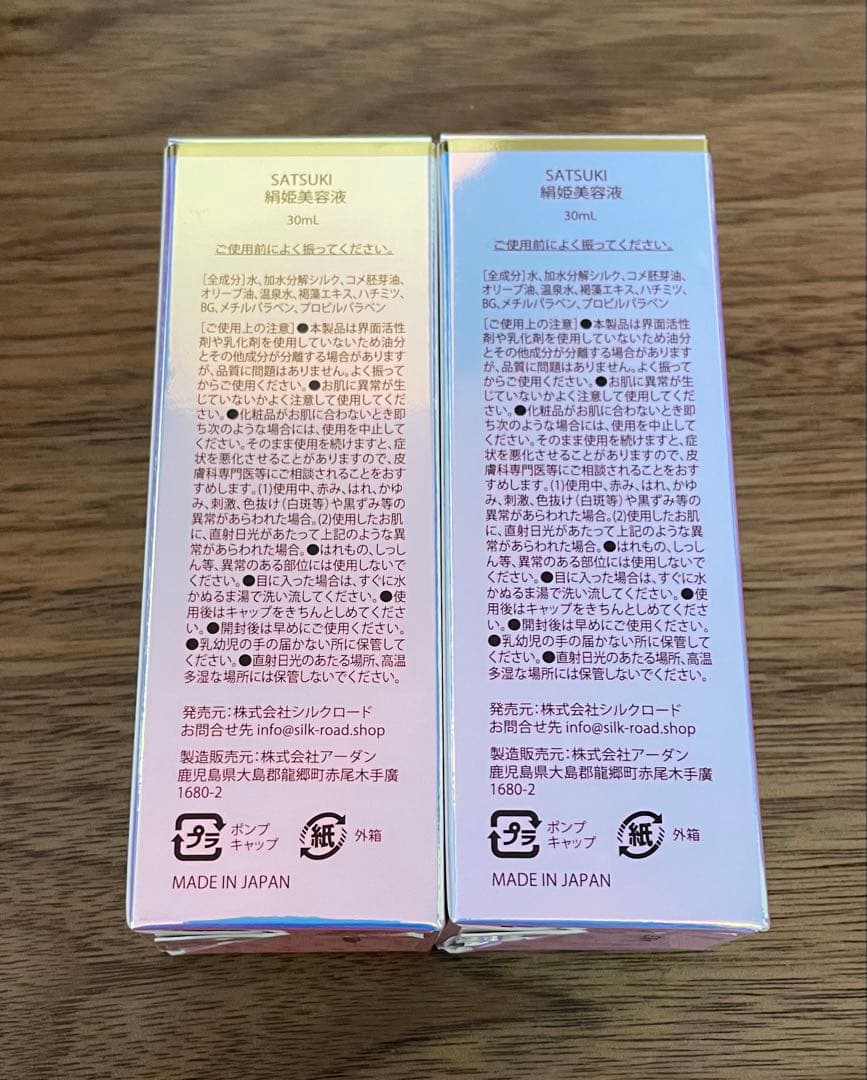 SATSUKI
絹姫美容液
30mL
ご使用前によく振ってください。
[全成分]水、加水分解シルク、コメ胚芽油、
オリーブ油、温泉水、褐藻エキス、ハチミツ、
BG、メチルパラベン、プロピルパラベン
[ご使用上の注意]●本製品は界面活性
剤や乳化剤を使用していないため油分
とその他成分が分離する場合があります
が、品質に問題はありません。よく振って
からご使用ください。●お肌に異常が生
じていないかよく注意して使用してくだ
さい。●化粧品がお肌に合わないとき即
ち次のような場合には、使用を中止して
ください。そのまま使用を続けますと、症
状を悪化させることがありますので、皮
膚科専門医等にご相談されることをおす
すめします。(1)使用中、赤み、はれ、かゆ
み、刺激、色抜け(白斑等)や黒ずみ等の
異常があらわれた場合。(2)使用したお肌
に、直射日光があたって上記のような異
常があらわれた場合。●はれもの、しっし
ん等、異常のある部位には使用しないで
ください。●目に入った場合は、すぐに水
かぬるま湯で洗い流してください。●使
用後はキャップをきちんとしめてくださ
い。●開封後は早めにご使用ください。
●乳幼児の手の届かない所に保管して
ください。●直射日光のあたる場所、高温
多湿な場所には保管しないでください。
発売元：株式会社シルクロード
お問合せ先 info@silk-road.shop
製造販売元：株式会社アーダン
鹿児島県大島郡龍郷町赤尾木手廣
1680-2
プラ
ポンプ
キャップ
紙
外箱
MADE IN JAPAN
SATSUKI
絹姫美容液
30mL
ご使用前によく振ってください。
[全成分]水、加水分解シルク、コメ胚芽油、
オリーブ油、温泉水、褐藻エキス、ハチミツ、
BG、メチルパラベン、プロピルパラベン
[ご使用上の注意]●本製品は界面活性
剤や乳化剤を使用していないため油分
とその他成分が分離する場合があります
が、品質に問題はありません。よく振って
からご使用ください。●お肌に異常が生
じていないかよく注意して使用してくだ
さい。●化粧品がお肌に合わないとき即
ち次のような場合には、使用を中止して
ください。そのまま使用を続けますと、症
状を悪化させることがありますので、皮
膚科専門医等にご相談されることをおす
すめします。(1)使用中、赤み、はれ、かゆ
み、刺激、色抜け(白斑等)や黒ずみ等の
異常があらわれた場合。(2)使用したお肌
に、直射日光があたって上記のような異
常があらわれた場合。●はれもの、しっし
ん等、異常のある部位には使用しないで
ください。●目に入った場合は、すぐに水
かぬるま湯で洗い流してください。●使
用後はキャップをきちんとしめてくださ
い。●開封後は早めにご使用ください。
●乳幼児の手の届かない所に保管して
ください。●直射日光のあたる場所、高温
多湿な場所には保管しないでください。
発売元：株式会社シルクロード
お問合せ先 info@silk-road.shop
製造販売元：株式会社アーダン
鹿児島県大島郡龍郷町赤尾木手廣
1680-2
プラ
ポンプ
キャップ
紙
外箱
MADE IN JAPAN